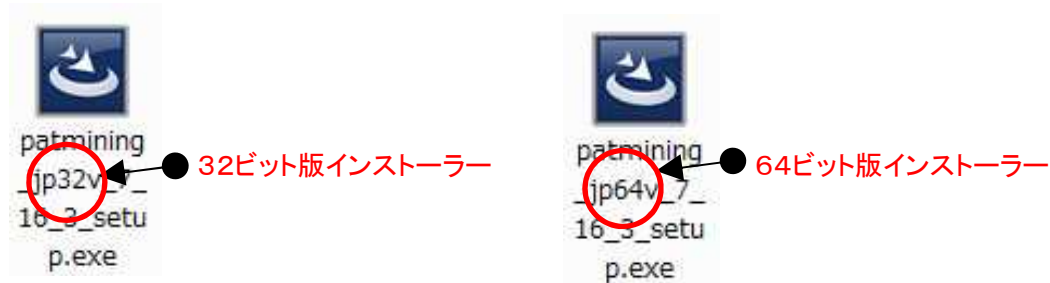 patmining
_jp32v_7_
16_3_setu
p.exe
32ビット版インストーラー
patmining
_jp64v_7_
16_3_setu
p.exe
64ビット版インストーラー